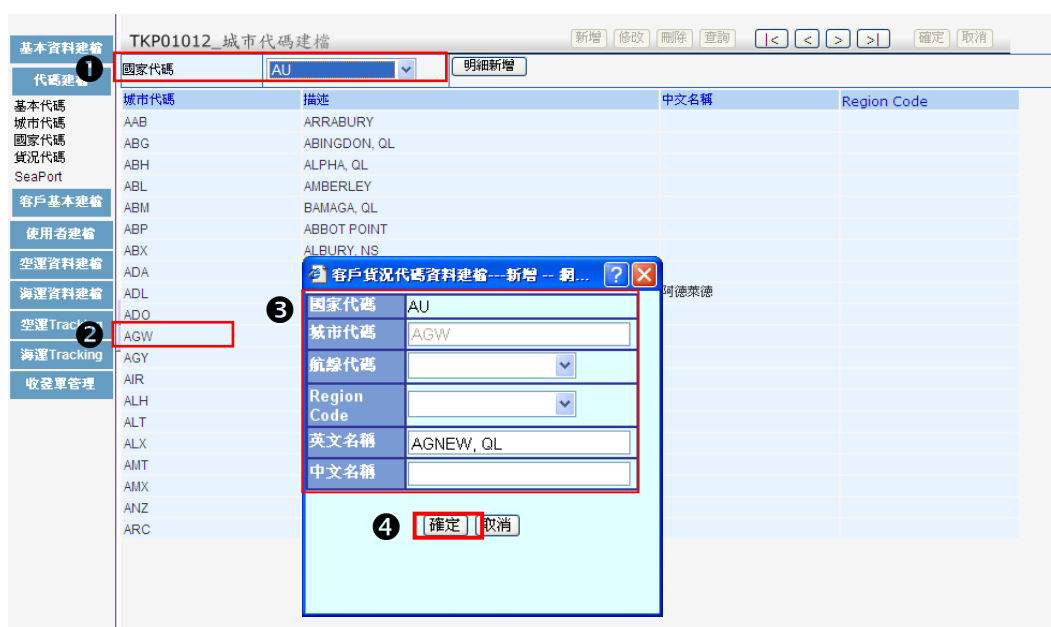 TKP01012_城市代碼建檔
新增 修改 刪除 查詢 |< < > >| 確定 取消
基本資料建檔
代碼建
基本代碼
城市代碼
國家代碼
貨況代碼
SeaPort
客戶基本建檔
使用者建檔
空運資料建檔
海運資料建檔
空運Trac
海運Tracking
收發單管理
❶
國家代碼 AU 明細新增
城市代碼 描述 中文名稱 Region Code
AAB ARRABURY
ABG ABINGDON, QL
ABH ALPHA, QL
ABL AMBERLEY
ABM BAMAGA, QL
ABP ABBOT POINT
ABX ALBURY, NS
ADA
ADL 阿德萊德
ADO
❷
AGW
AGY
AIR
ALH
ALT
ALX
AMT
AMX
ANZ
ARC
客戶貨況代碼資料建檔---新增 -- 網... ?
❸
國家代碼 AU
城市代碼 AGW
航線代碼
Region
Code
英文名稱 AGNEW, QL
中文名稱
❹ 確定 取消